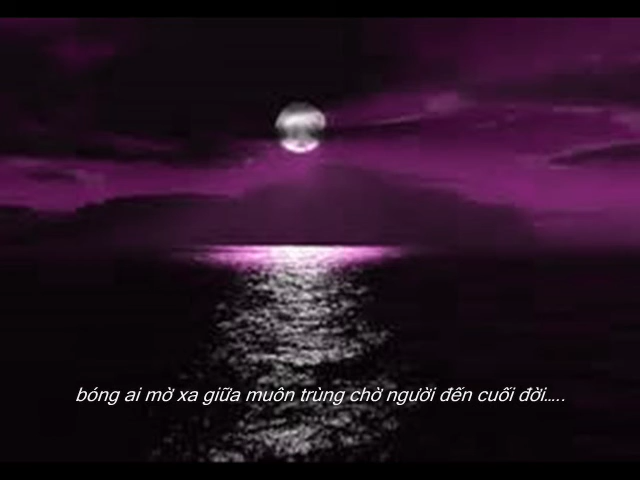 bóng ai mờ xa giữa muôn trùng chờ người đến cuối đời.....